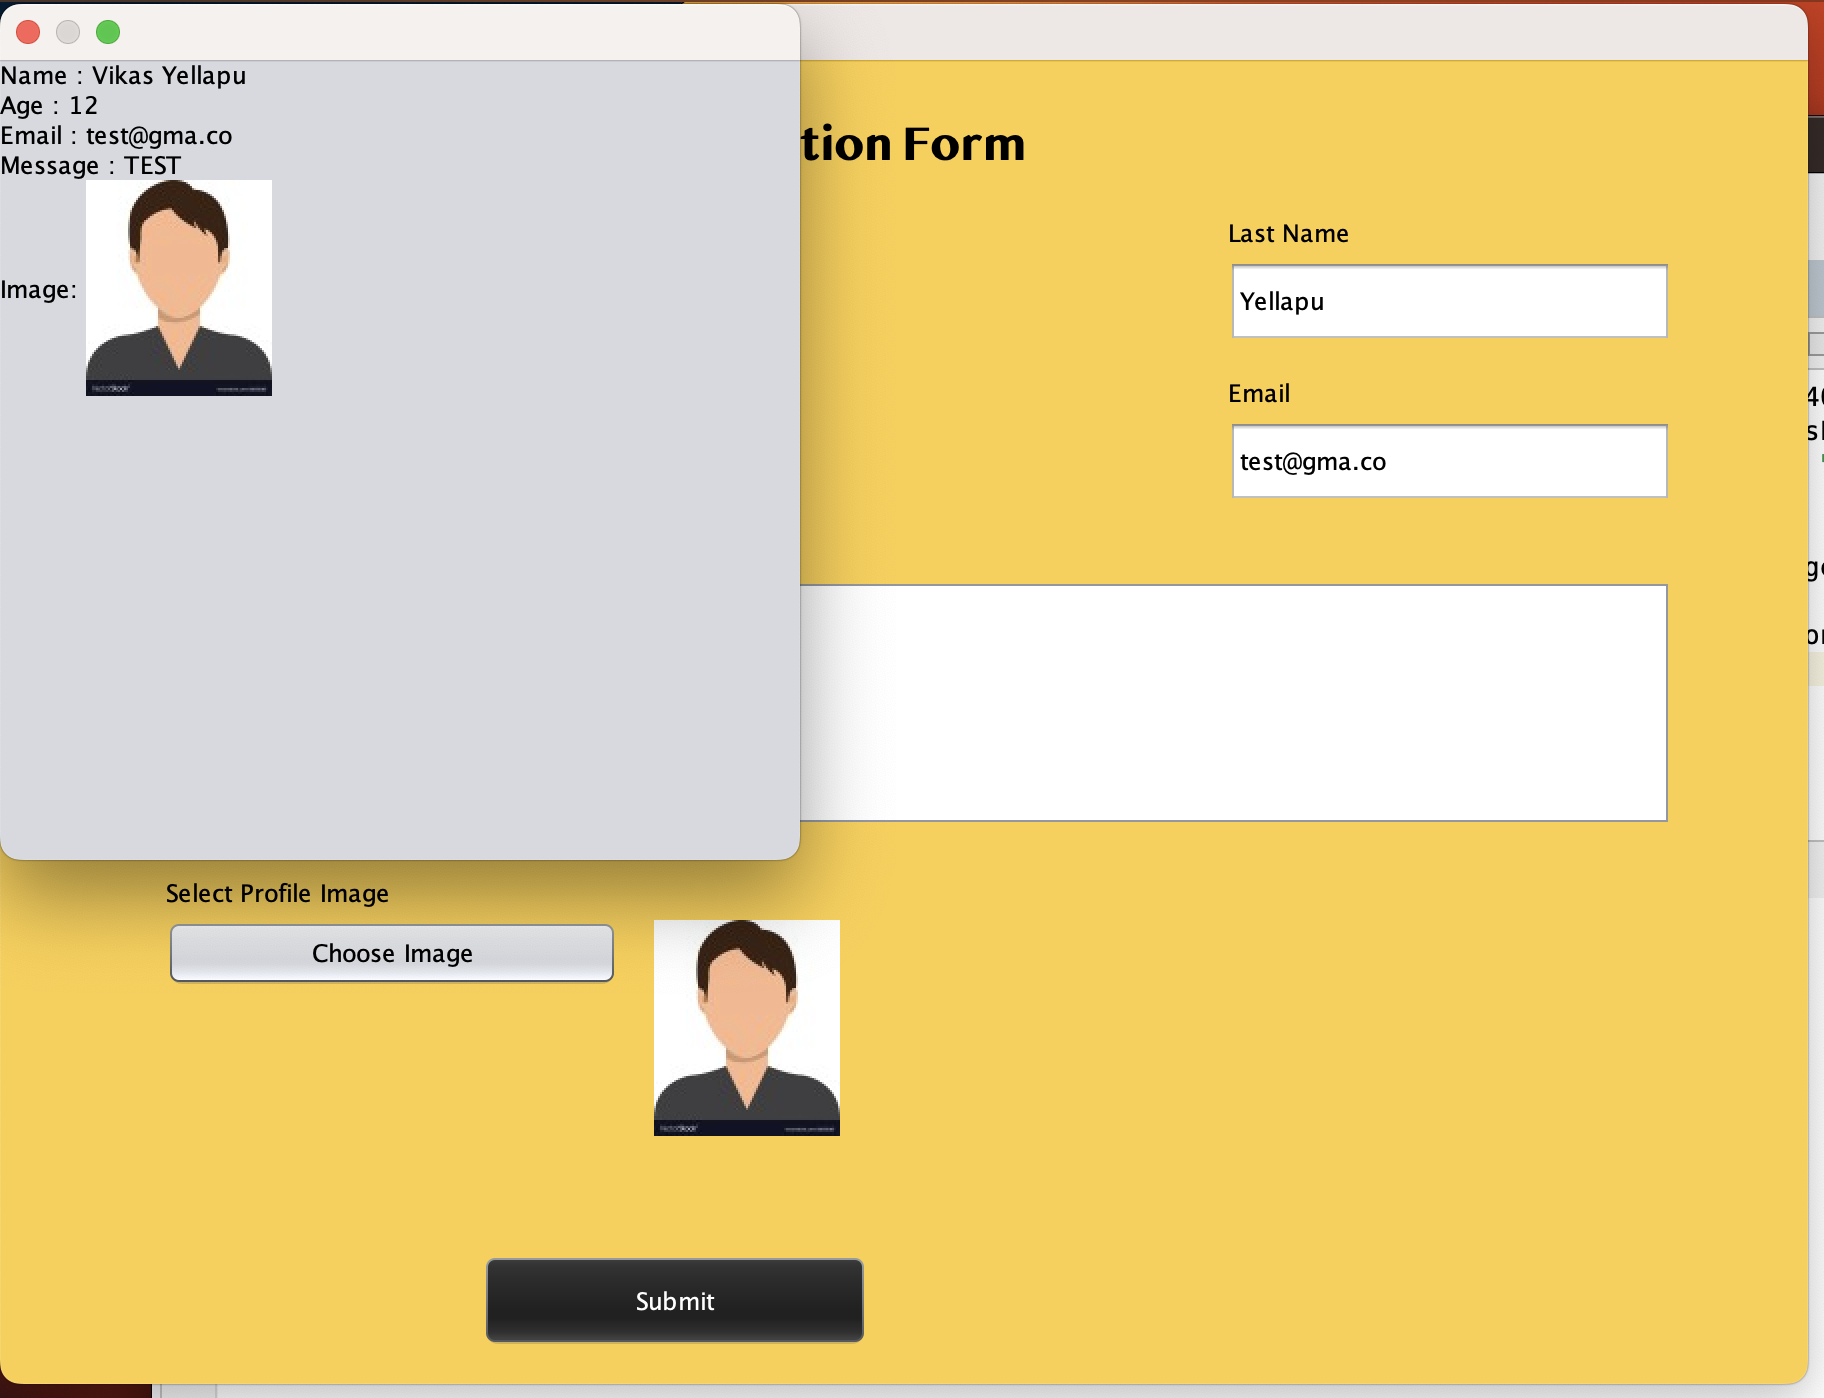 Name : Vikas Yellapu
Age : 12
Email : test@gma.co
Message : TEST
Image:
tion Form
Last Name
Yellapu
Email
test@gma.co
Select Profile Image
Choose Image
Submit